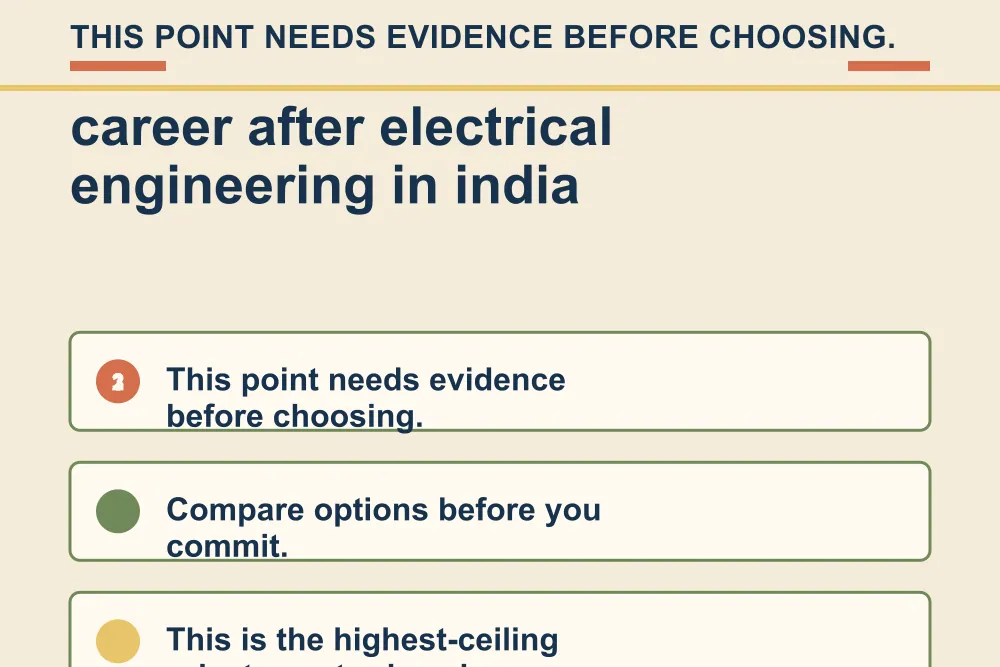 THIS POINT NEEDS EVIDENCE BEFORE CHOOSING.
career after electrical
engineering in india
This point needs evidence
before choosing.
Compare options before you
commit.
This is the highest-ceiling